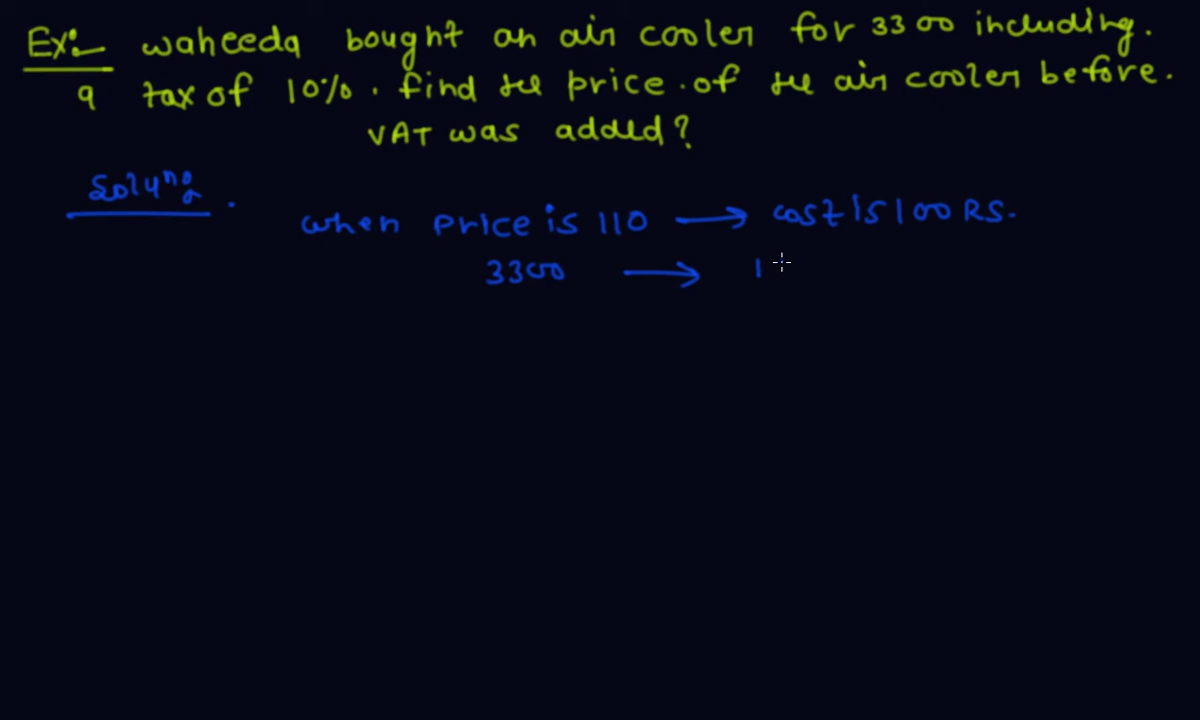 Ex:- waheeda bought an air cooler for 3300 including.
9 tax of 10%. find the price. of the air cooler before.
VAT was added?
Solung.
when price is 110 → cost is 100 RS.
3300 → 1